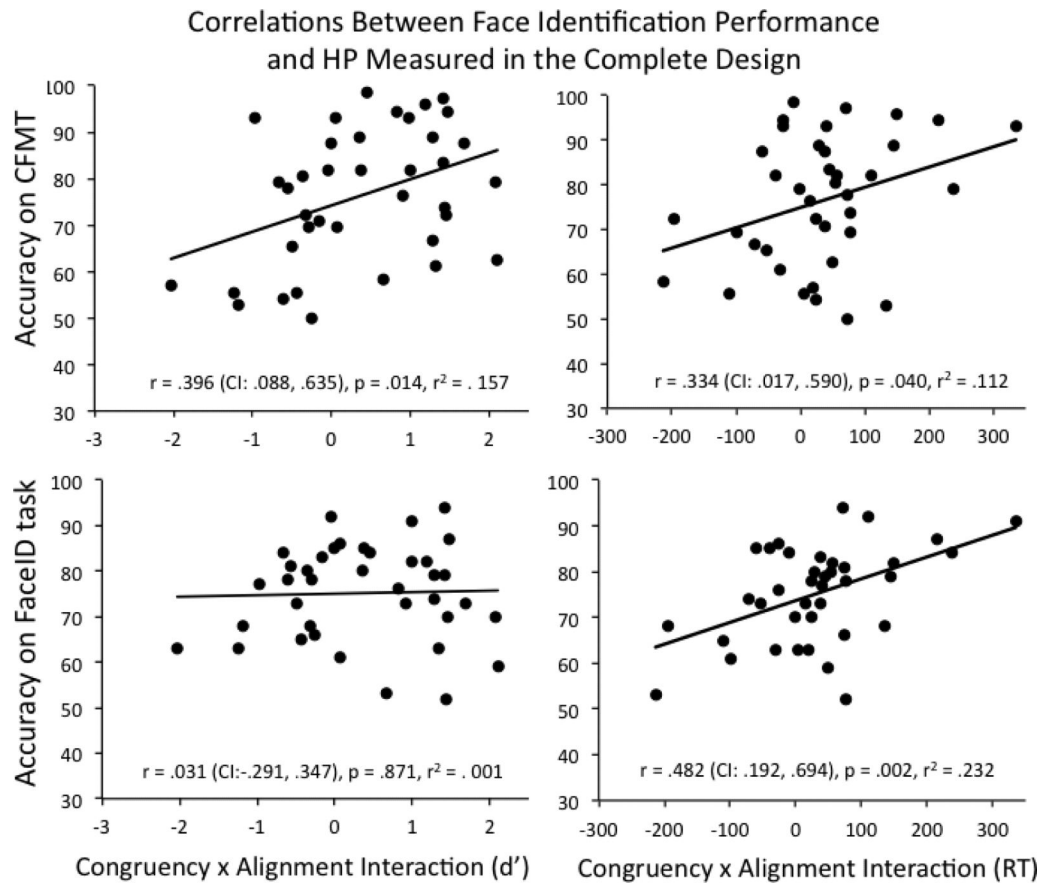 Correlations Between Face Identification Performance
and HP Measured in the Complete Design
Accuracy on CFMT
100
90
80
70
60
50
40
30
r = .396 (CI: .088, .635), p = .014, r² = . 157
-3 -2 -1 0 1 2
100
90
80
70
60
50
40
30
r = .334 (CI: .017, .590), p = .040, r² = .112
-300 -200 -100 0 100 200 300
Accuracy on FaceID task
100
90
80
70
60
50
40
30
r = .031 (CI:-.291, .347), p = .871, r² = . 001
-3 -2 -1 0 1 2
Congruency x Alignment Interaction (d’)
100
90
80
70
60
50
40
30
r = .482 (CI: .192, .694), p = .002, r² = .232
-300 -200 -100 0 100 200 300
Congruency x Alignment Interaction (RT)